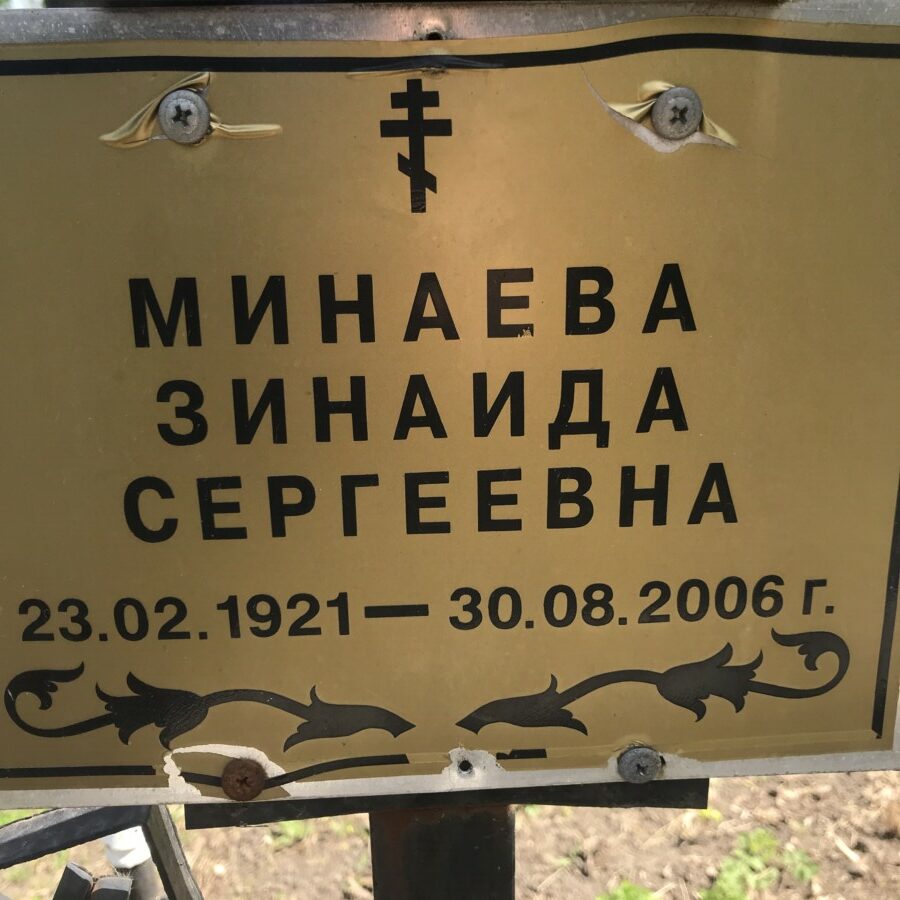 МИНАЕВА
ЗИНАИДА
СЕРГЕЕВНА
23.02.1921 — 30.08.2006 г.